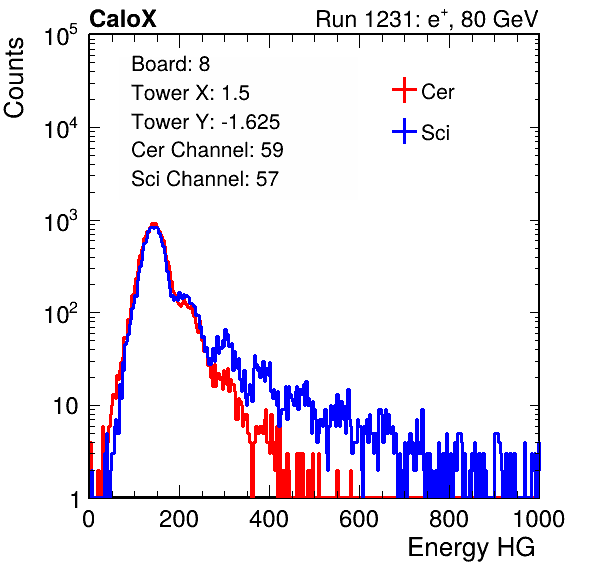 CaloX Run 1231: e⁺, 80 GeV
Counts
Board: 8
Tower X: 1.5
Tower Y: -1.625
Cer Channel: 59
Sci Channel: 57
Cer
Sci
10⁵
10⁴
10³
10²
10
1
0 200 400 600 800 1000
Energy HG